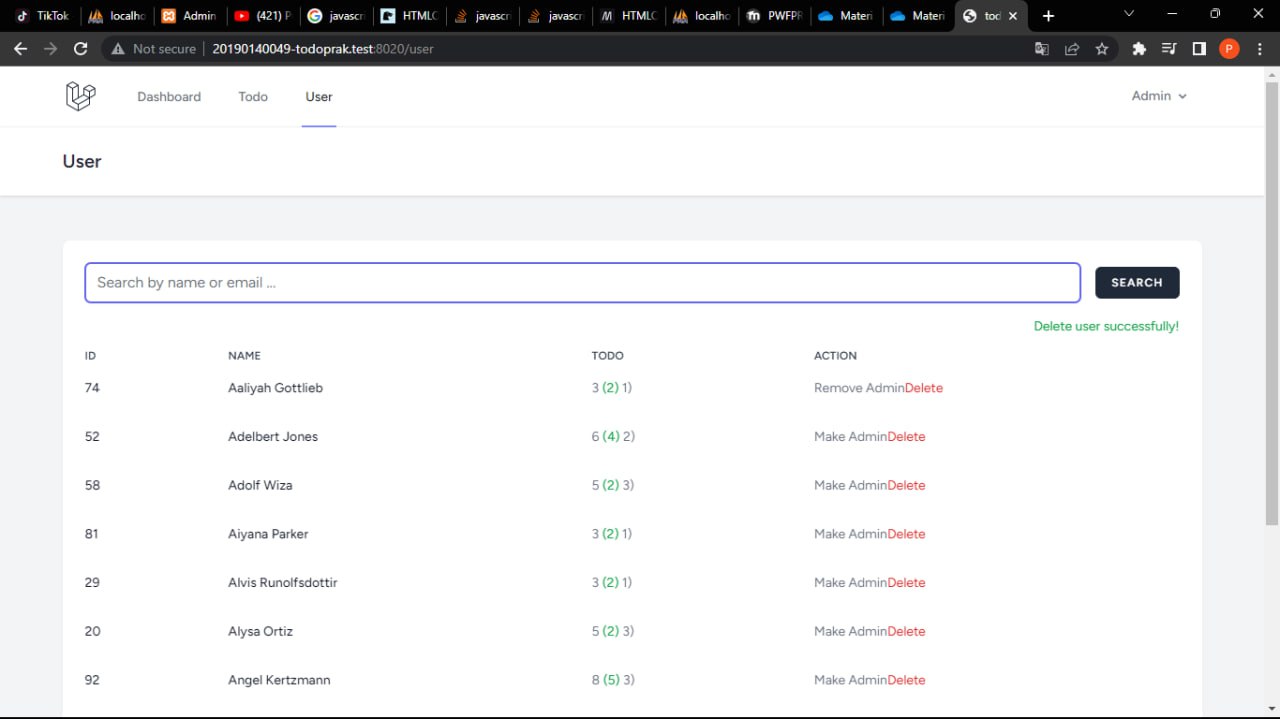 TikTok localho Admin (421) P javascr HTMLC javascr javascr HTMLC localho PWFPR Materi Materi tod
Not secure 20190140049-todoprak.test:8020/user P
Dashboard Todo User Admin
User
Search by name or email ... SEARCH
Delete user successfully!
ID NAME TODO ACTION
74 Aaliyah Gottlieb 3 (2) 1) Remove AdminDelete
52 Adelbert Jones 6 (4) 2) Make AdminDelete
58 Adolf Wiza 5 (2) 3) Make AdminDelete
81 Aiyana Parker 3 (2) 1) Make AdminDelete
29 Alvis Runolfsdottir 3 (2) 1) Make AdminDelete
20 Alysa Ortiz 5 (2) 3) Make AdminDelete
92 Angel Kertzmann 8 (5) 3) Make AdminDelete